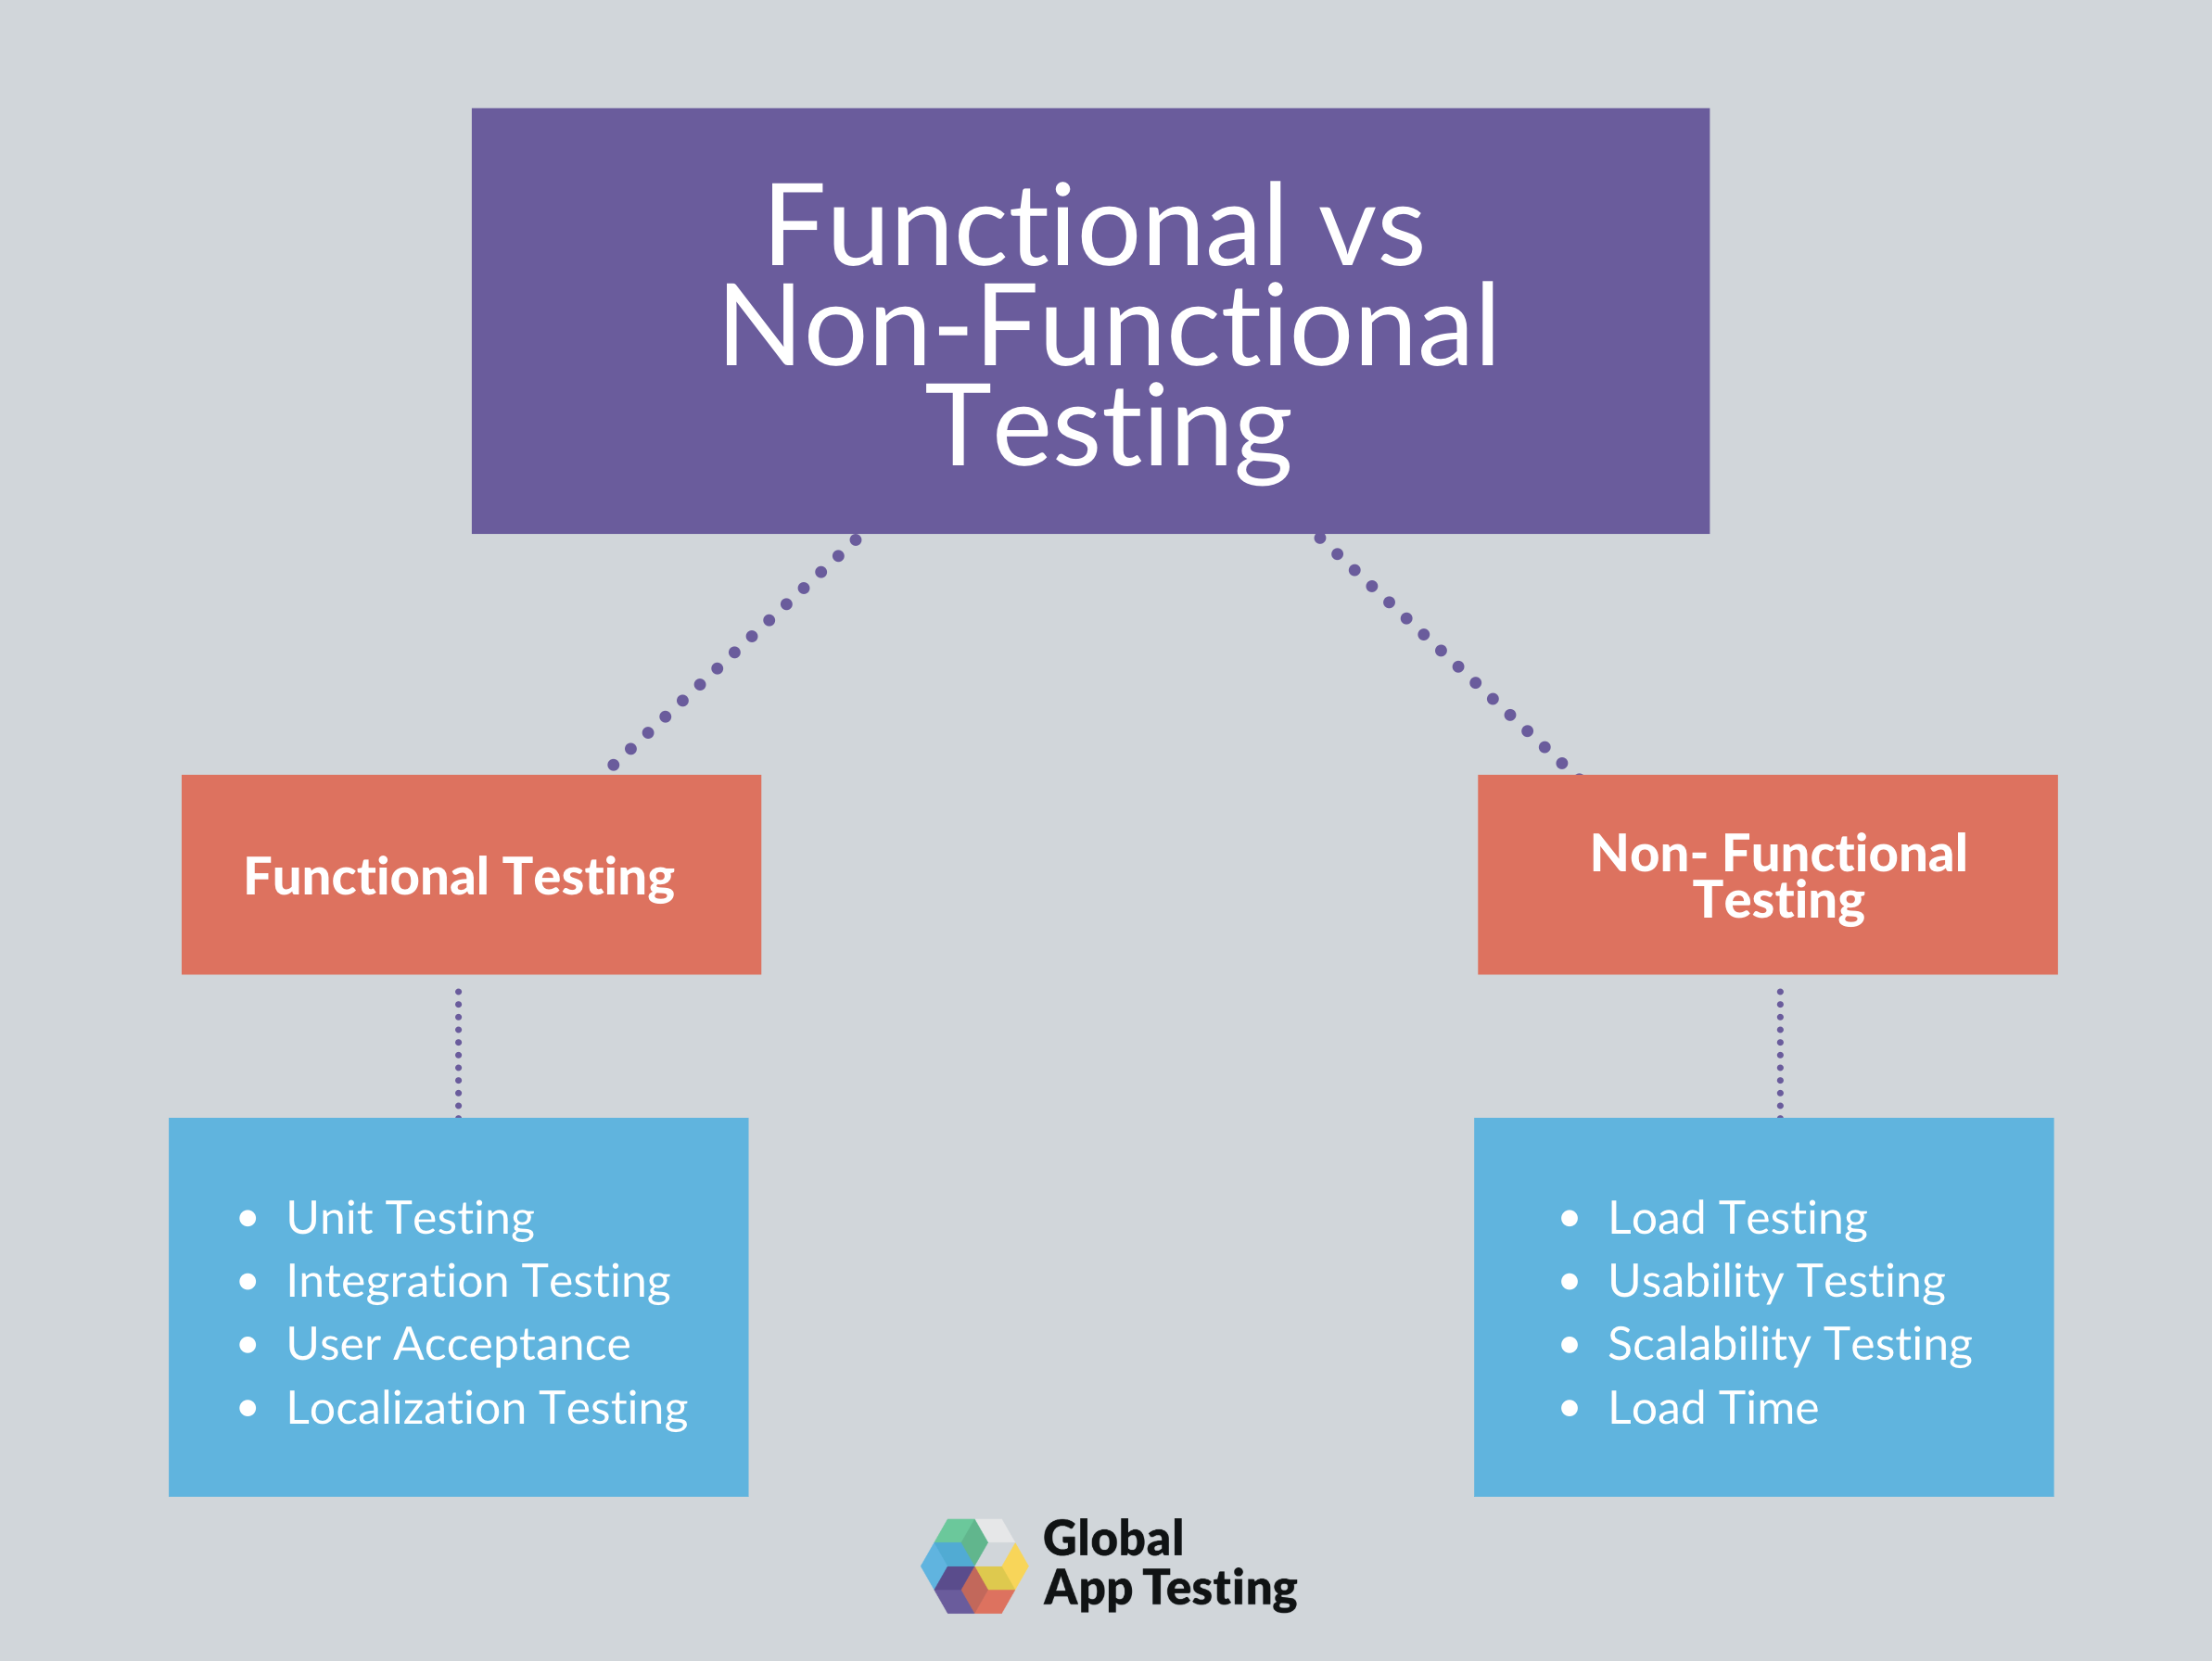 Functional vs
Non-Functional
Testing
Functional Testing
Non- Functional
Testing
Unit Testing
Integration Testing
User Acceptance
Localization Testing
Load Testing
Usability Testing
Scalability Testing
Load Time
Global
App Testing